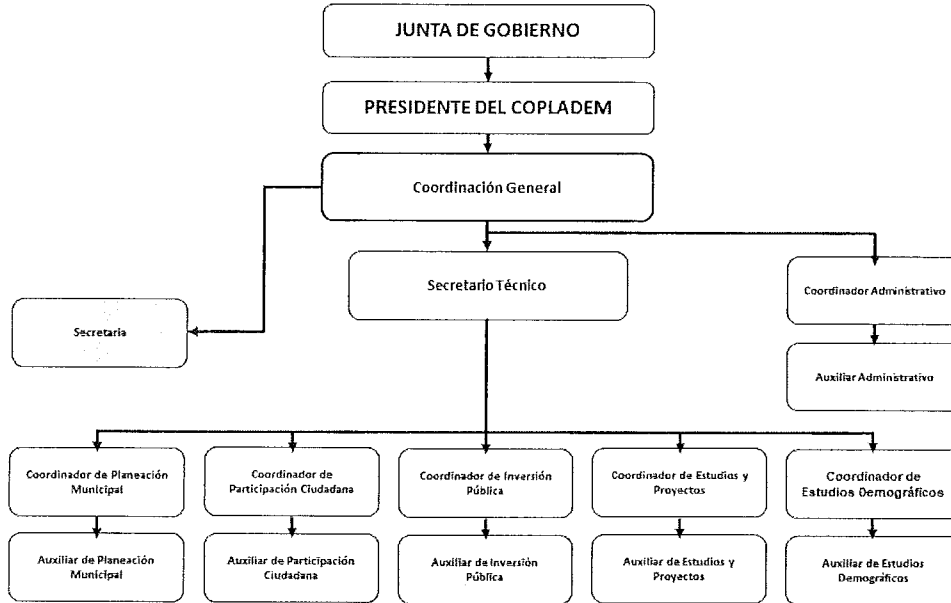 JUNTA DE GOBIERNO
PRESIDENTE DEL COPLADEM
Coordinación General
Secretario Técnico
Coordinador Administrativo
Secretaria
Auxiliar Administrativo
Coordinador de Planeación
Municipal
Coordinador de
Participación Ciudadana
Coordinador de Inversión
Pública
Coordinador de Estudios y
Proyectos
Coordinador de
Estudios Demográficos
Auxiliar de Planeación
Municipal
Auxiliar de Participación
Ciudadana
Auxiliar de Inversión
Pública
Auxiliar de Estudios y
Proyectos
Auxiliar de Estudios
Demográficos